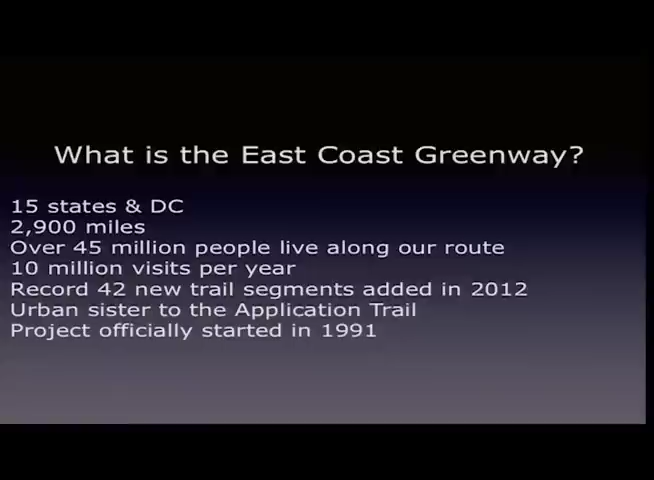 What is the East Coast Greenway?
15 states & DC
2,900 miles
Over 45 million people live along our route
10 million visits per year
Record 42 new trail segments added in 2012
Urban sister to the Application Trail
Project officially started in 1991